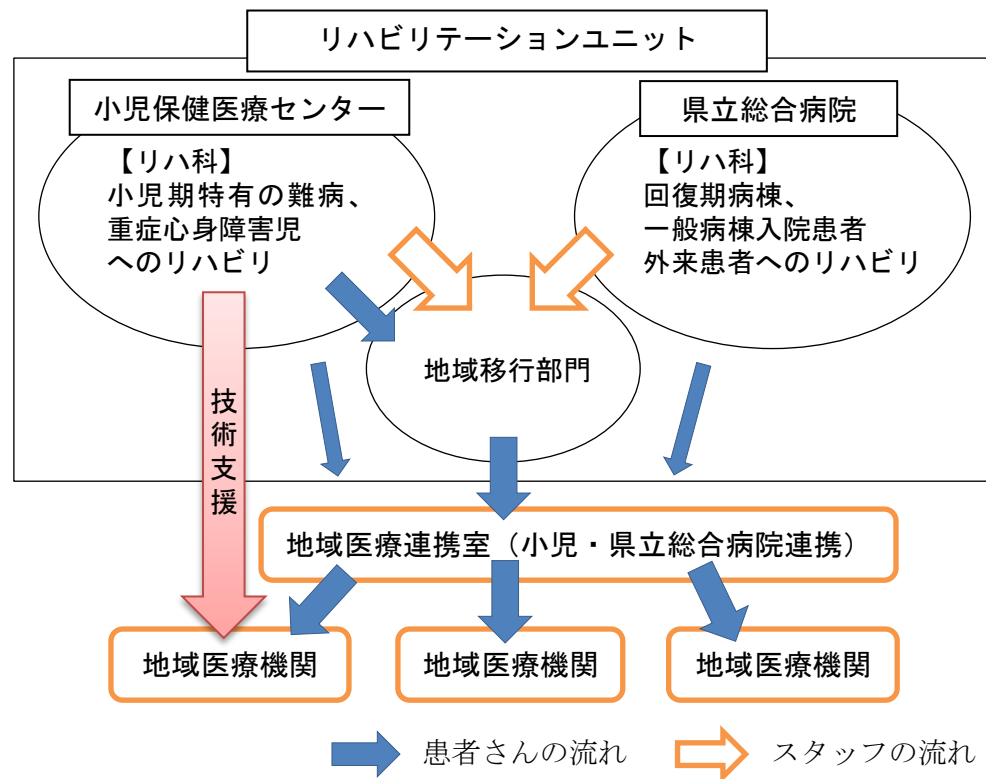 リハビリテーションユニット
小児保健医療センター
県立総合病院
【リハ科】
小児期特有の難病、
重症心身障害児
へのリハビリ
【リハ科】
回復期病棟、
一般病棟入院患者
外来患者へのリハビリ
地域移行部門
技術支援
地域医療連携室（小児・県立総合病院連携）
地域医療機関
地域医療機関
地域医療機関
患者さんの流れ
スタッフの流れ